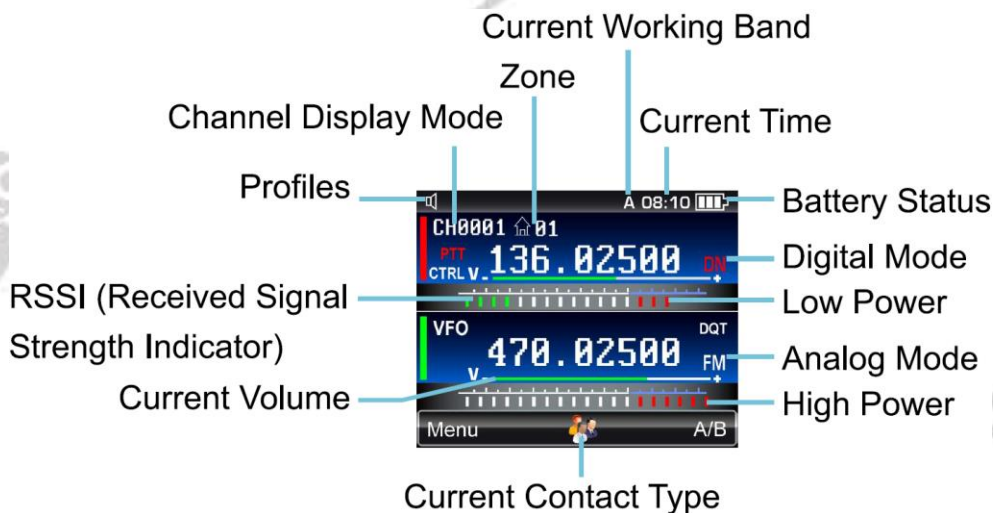 Current Working Band
Zone
Channel Display Mode
Current Time
Profiles
A 08:10
Battery Status
CH0001 01
PTT
136.02500
DN
Digital Mode
CTRL V - +
RSSI (Received Signal
Strength Indicator)
Low Power
VFO
DQT
470.02500
FM
Analog Mode
V - +
Current Volume
High Power
Menu
A/B
Current Contact Type